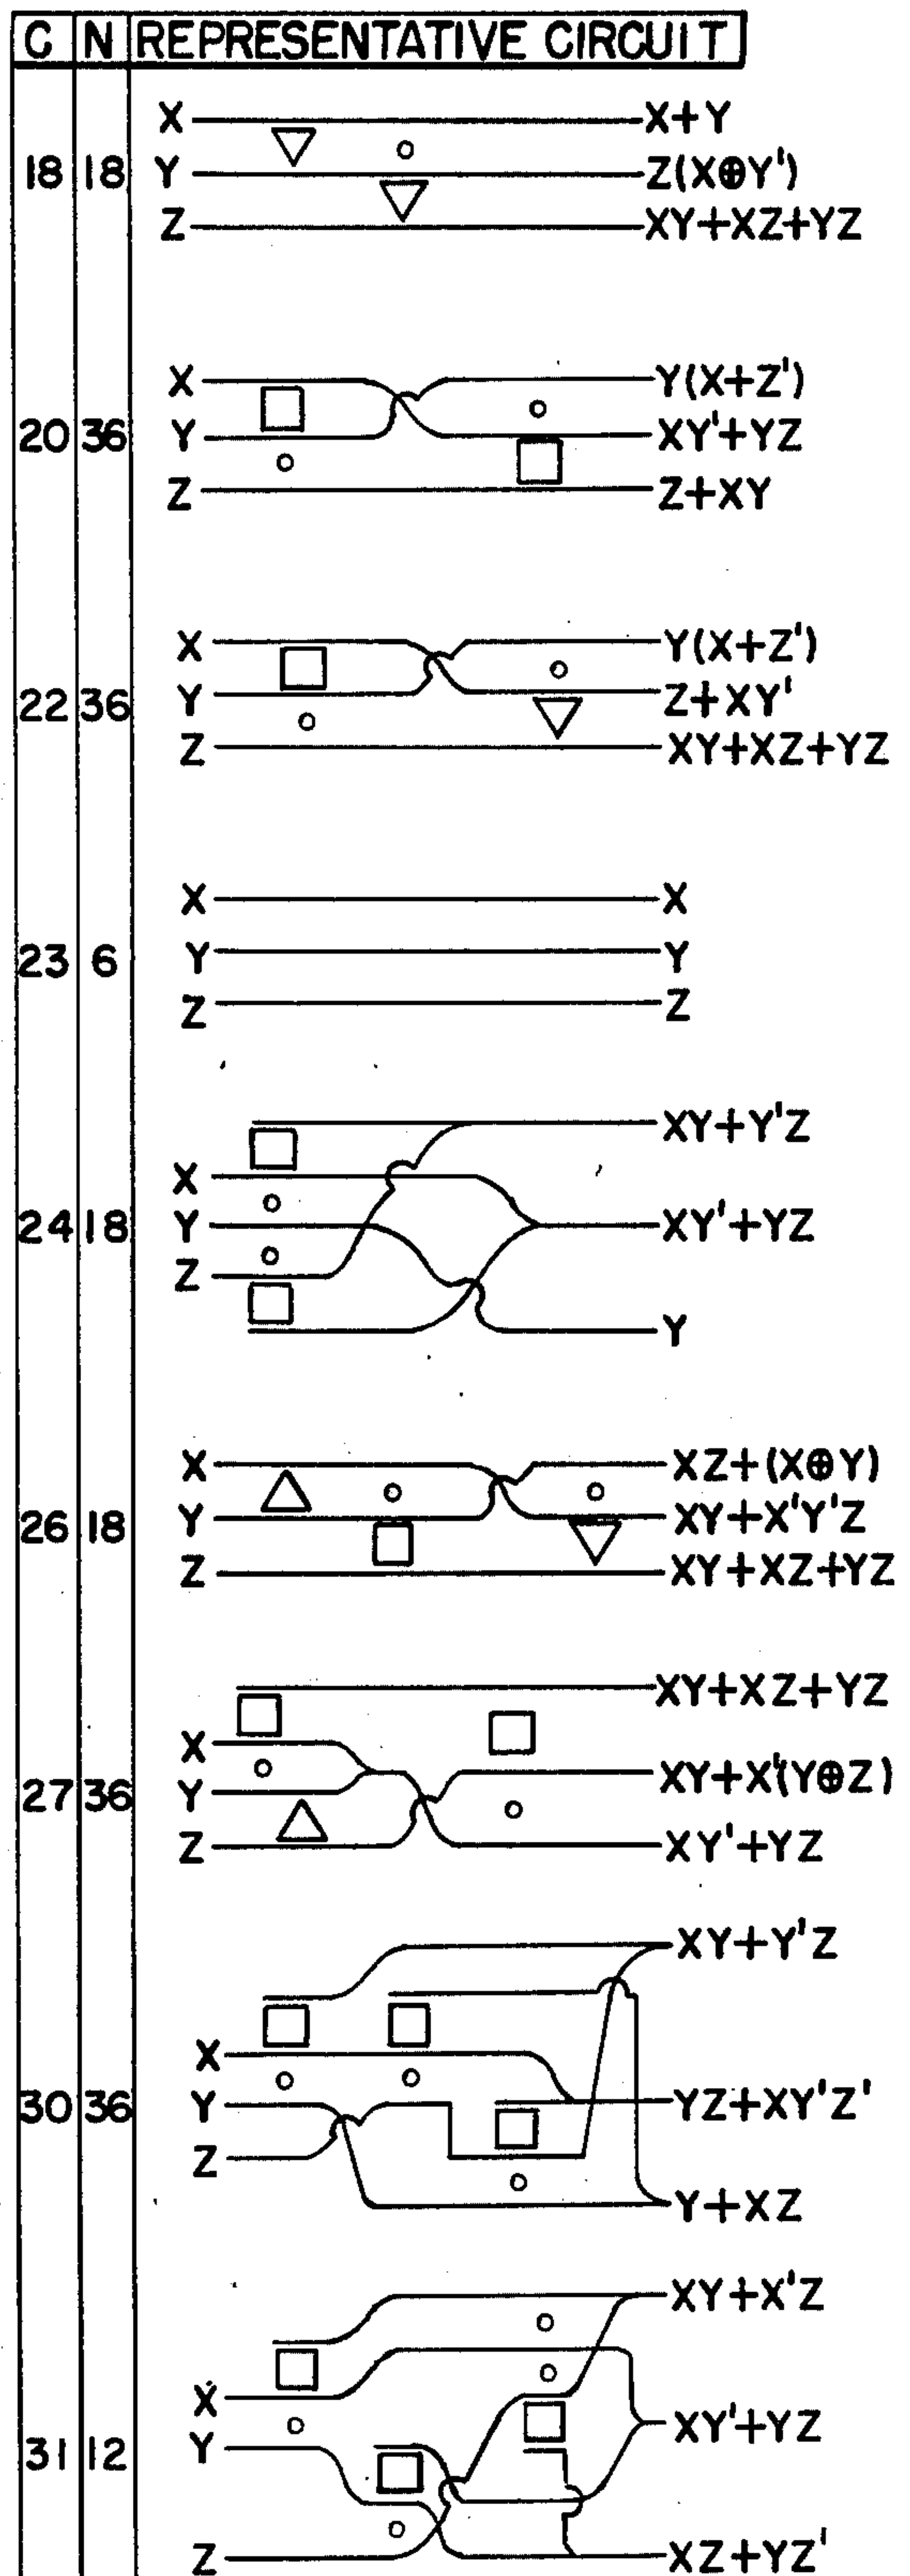 C N REPRESENTATIVE CIRCUIT
X X+Y
18 18 Y Z(X⊕Y')
Z XY+XZ+YZ
X Y(X+Z')
20 36 Y XY'+YZ
Z Z+XY
X Y(X+Z')
22 36 Y Z+XY'
Z XY+XZ+YZ
X X
23 6 Y Y
Z Z
XY+Y'Z
X
24 18 Y XY'+YZ
Z
Y
X XZ+(X⊕Y)
26 18 Y XY+X'Y'Z
Z XY+XZ+YZ
XY+XZ+YZ
X
27 36 Y XY+X'(Y⊕Z)
Z XY'+YZ
XY+Y'Z
X
30 36 Y YZ+XY'Z'
Z
Y+XZ
XY+X'Z
X
XY'+YZ
31 12 Y
Z XZ+YZ'